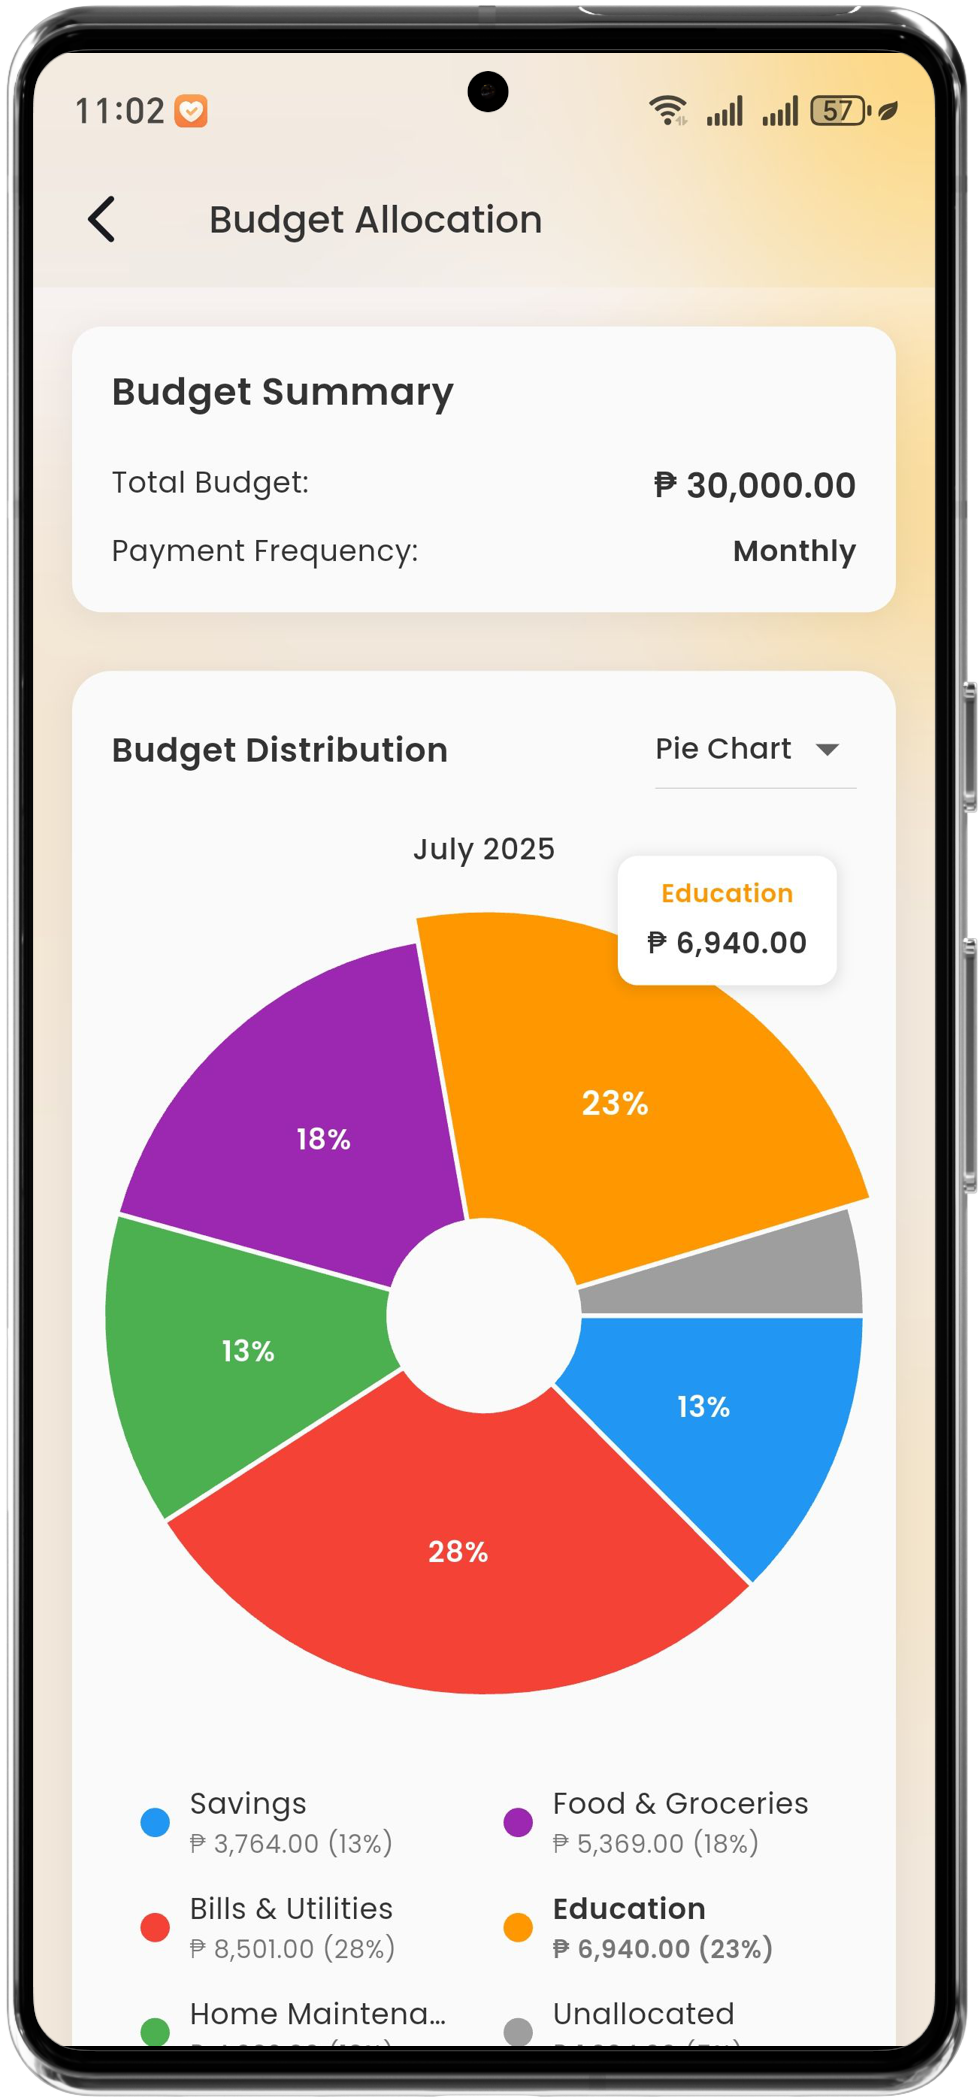 11:02
57
Budget Allocation
Budget Summary
Total Budget: ₱ 30,000.00
Payment Frequency: Monthly
Budget Distribution Pie Chart
July 2025
Education
₱ 6,940.00
23%
18%
13%
13%
28%
Savings
₱ 3,764.00 (13%)
Food & Groceries
₱ 5,369.00 (18%)
Bills & Utilities
₱ 8,501.00 (28%)
Education
₱ 6,940.00 (23%)
Home Maintena...
Unallocated